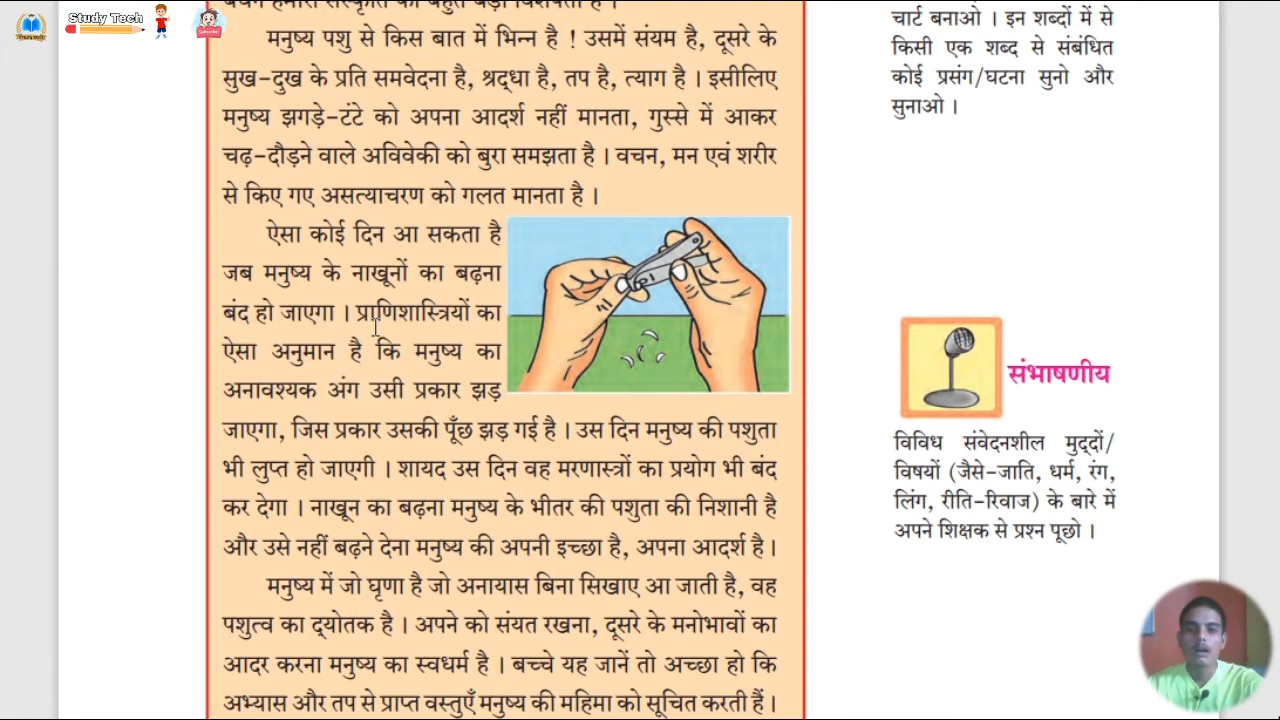 Study Tech
बंधन हमारी संस्कृति की बहुत बड़ी विशेषता है ।
मनुष्य पशु से किस बात में भिन्न है ! उसमें संयम है, दूसरे के
सुख-दुख के प्रति समवेदना है, श्रद्धा है, तप है, त्याग है । इसीलिए
मनुष्य झगड़े-टंटे को अपना आदर्श नहीं मानता, गुस्से में आकर
चढ़-दौड़ने वाले अविवेकी को बुरा समझता है । वचन, मन एवं शरीर
से किए गए असत्याचरण को गलत मानता है ।
ऐसा कोई दिन आ सकता है
जब मनुष्य के नाखूनों का बढ़ना
बंद हो जाएगा । प्राणिशास्त्रियों का
ऐसा अनुमान है कि मनुष्य का
अनावश्यक अंग उसी प्रकार झड़
जाएगा, जिस प्रकार उसकी पूँछ झड़ गई है । उस दिन मनुष्य की पशुता
भी लुप्त हो जाएगी । शायद उस दिन वह मरणास्त्रों का प्रयोग भी बंद
कर देगा । नाखून का बढ़ना मनुष्य के भीतर की पशुता की निशानी है
और उसे नहीं बढ़ने देना मनुष्य की अपनी इच्छा है, अपना आदर्श है ।
मनुष्य में जो घृणा है जो अनायास बिना सिखाए आ जाती है, वह
पशुत्व का द्योतक है । अपने को संयत रखना, दूसरे के मनोभावों का
आदर करना मनुष्य का स्वधर्म है । बच्चे यह जानें तो अच्छा हो कि
अभ्यास और तप से प्राप्त वस्तुएँ मनुष्य की महिमा को सूचित करती हैं ।
चार्ट बनाओ । इन शब्दों में से
किसी एक शब्द से संबंधित
कोई प्रसंग/घटना सुनो और
सुनाओ ।
संभाषणीय
विविध संवेदनशील मुद्दों/
विषयों (जैसे-जाति, धर्म, रंग,
लिंग, रीति-रिवाज) के बारे में
अपने शिक्षक से प्रश्न पूछो ।